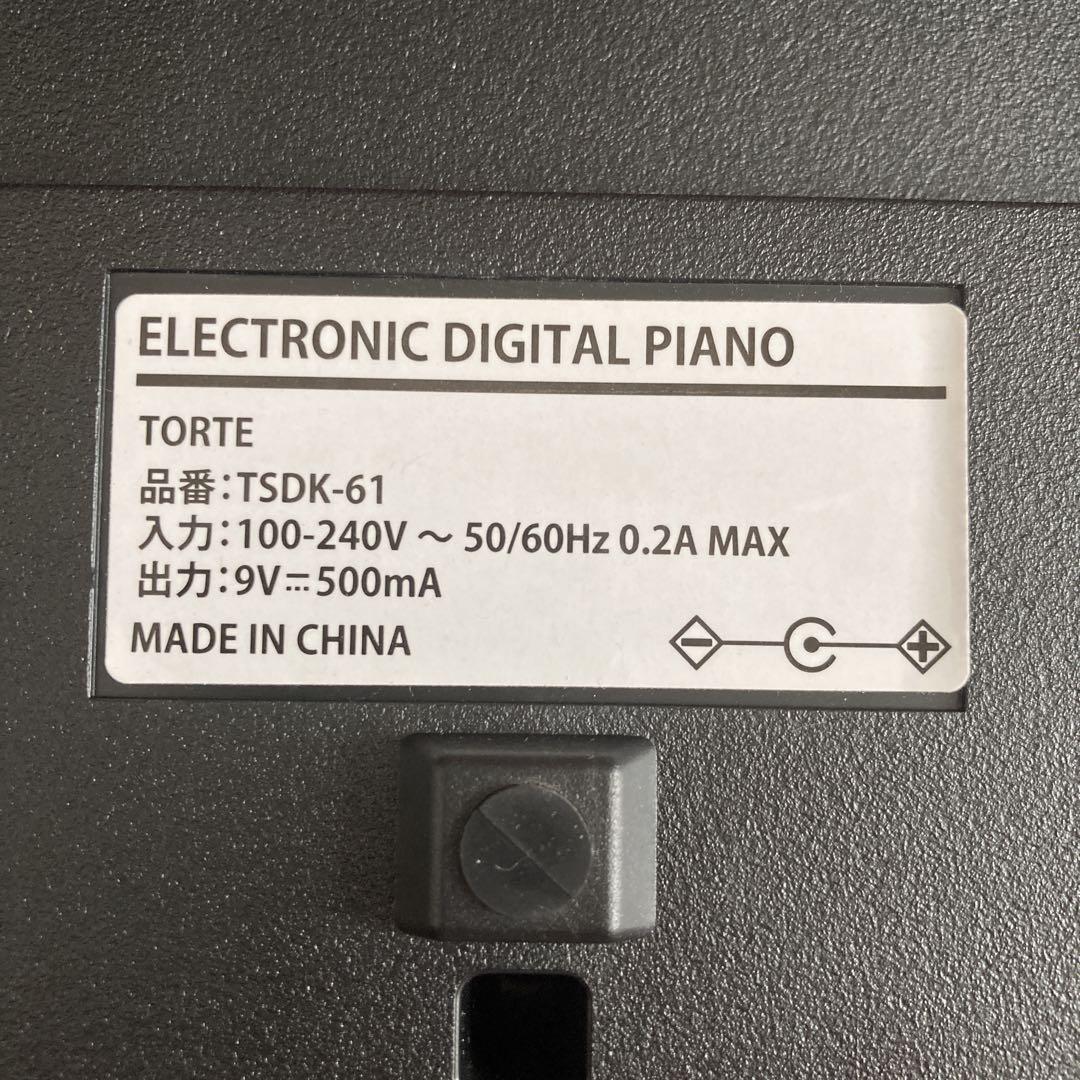 ELECTRONIC DIGITAL PIANO
TORTE
品番:TSDK-61
入力:100-240V ～ 50/60Hz 0.2A MAX
出力:9V⎓500mA
MADE IN CHINA